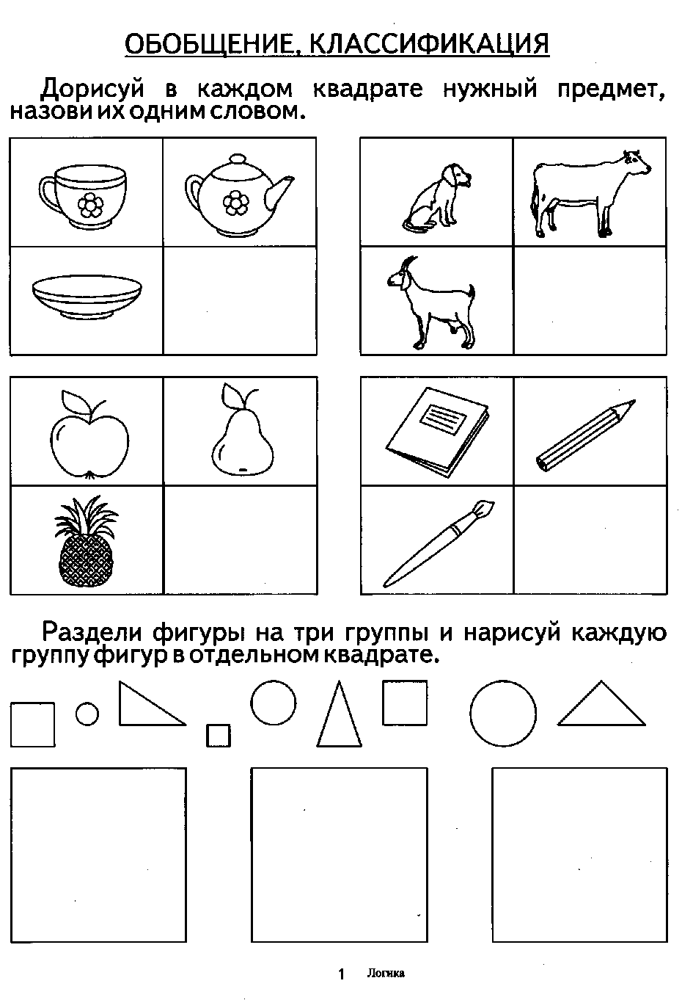 ОБОБЩЕНИЕ, КЛАССИФИКАЦИЯ
Дорисуй в каждом квадрате нужный предмет,
назови их одним словом.
Раздели фигуры на три группы и нарисуй каждую
группу фигур в отдельном квадрате.
1 Логика